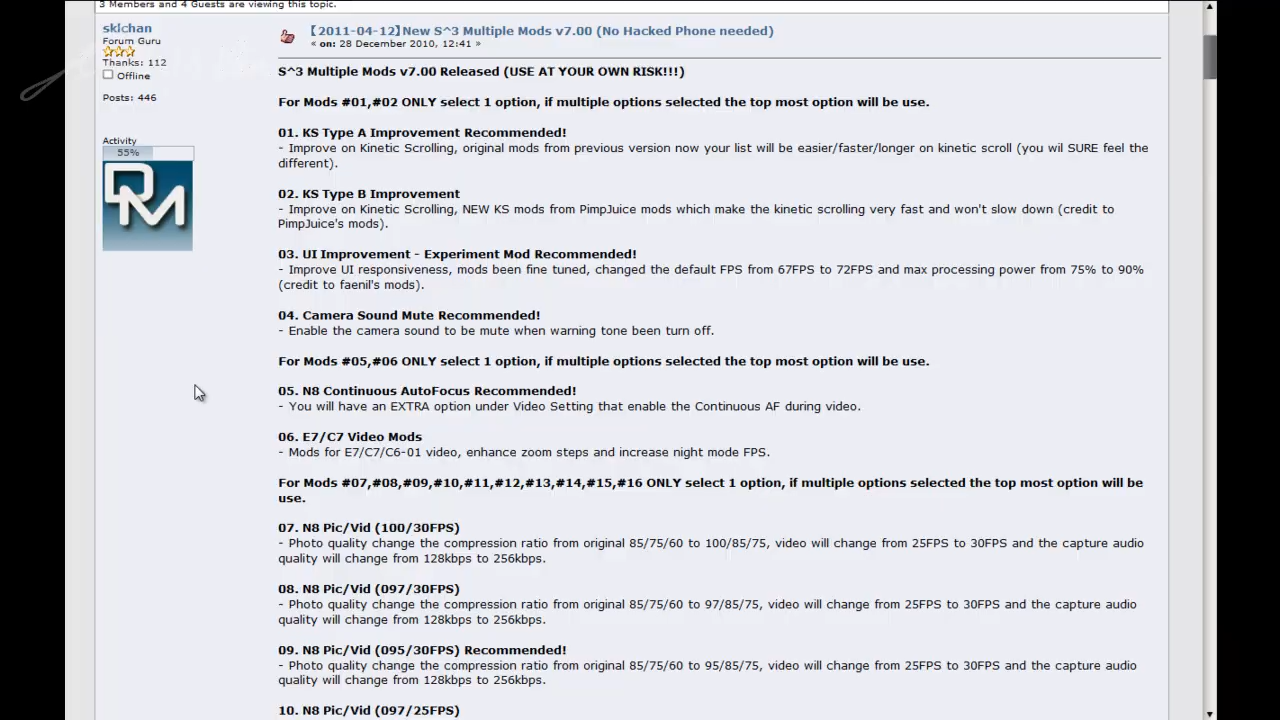 3 Members and 4 Guests are viewing this topic.
sklchan
Forum Guru
Thanks: 112
Offline
Posts: 446
Activity
55%
DM
【2011-04-12】New S^3 Multiple Mods v7.00 (No Hacked Phone needed)
« on: 28 December 2010, 12:41 »
S^3 Multiple Mods v7.00 Released (USE AT YOUR OWN RISK!!!)
For Mods #01,#02 ONLY select 1 option, if multiple options selected the top most option will be use.
01. KS Type A Improvement Recommended!
- Improve on Kinetic Scrolling, original mods from previous version now your list will be easier/faster/longer on kinetic scroll (you wil SURE feel the
different).
02. KS Type B Improvement
- Improve on Kinetic Scrolling, NEW KS mods from PimpJuice mods which make the kinetic scrolling very fast and won't slow down (credit to
PimpJuice's mods).
03. UI Improvement - Experiment Mod Recommended!
- Improve UI responsiveness, mods been fine tuned, changed the default FPS from 67FPS to 72FPS and max processing power from 75% to 90%
(credit to faenil's mods).
04. Camera Sound Mute Recommended!
- Enable the camera sound to be mute when warning tone been turn off.
For Mods #05,#06 ONLY select 1 option, if multiple options selected the top most option will be use.
05. N8 Continuous AutoFocus Recommended!
- You will have an EXTRA option under Video Setting that enable the Continuous AF during video.
06. E7/C7 Video Mods
- Mods for E7/C7/C6-01 video, enhance zoom steps and increase night mode FPS.
For Mods #07,#08,#09,#10,#11,#12,#13,#14,#15,#16 ONLY select 1 option, if multiple options selected the top most option will be
use.
07. N8 Pic/Vid (100/30FPS)
- Photo quality change the compression ratio from original 85/75/60 to 100/85/75, video will change from 25FPS to 30FPS and the capture audio
quality will change from 128kbps to 256kbps.
08. N8 Pic/Vid (097/30FPS)
- Photo quality change the compression ratio from original 85/75/60 to 97/85/75, video will change from 25FPS to 30FPS and the capture audio
quality will change from 128kbps to 256kbps.
09. N8 Pic/Vid (095/30FPS) Recommended!
- Photo quality change the compression ratio from original 85/75/60 to 95/85/75, video will change from 25FPS to 30FPS and the capture audio
quality will change from 128kbps to 256kbps.
10. N8 Pic/Vid (097/25FPS)